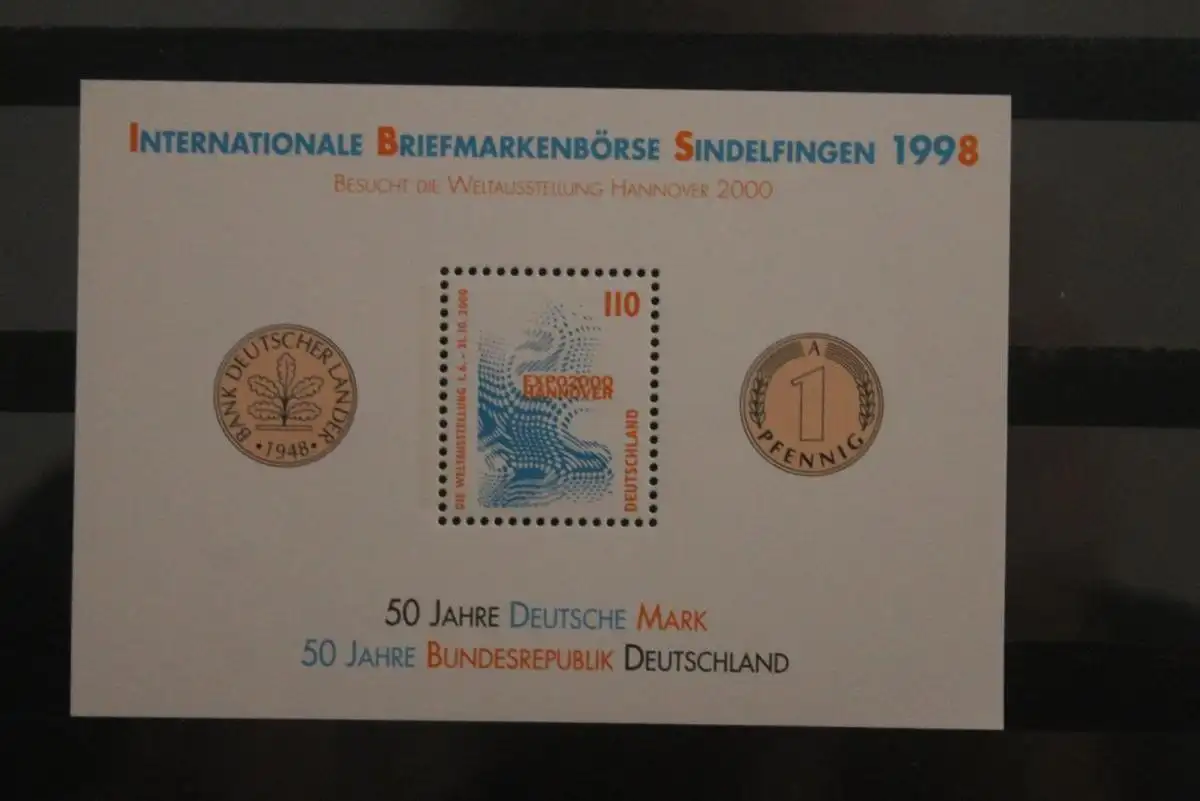 INTERNATIONALE BRIEFMARKENBÖRSE SINDELFINGEN 1998
BESUCHT DIE WELTAUSSTELLUNG HANNOVER 2000
110
DIE WELTAUSSTELLUNG 1.6. – 31.10.2000
EXPO2000
HANNOVER
DEUTSCHLAND
BANK DEUTSCHER LÄNDER
·1948·
A
1
PFENNIG
50 JAHRE DEUTSCHE MARK
50 JAHRE BUNDESREPUBLIK DEUTSCHLAND